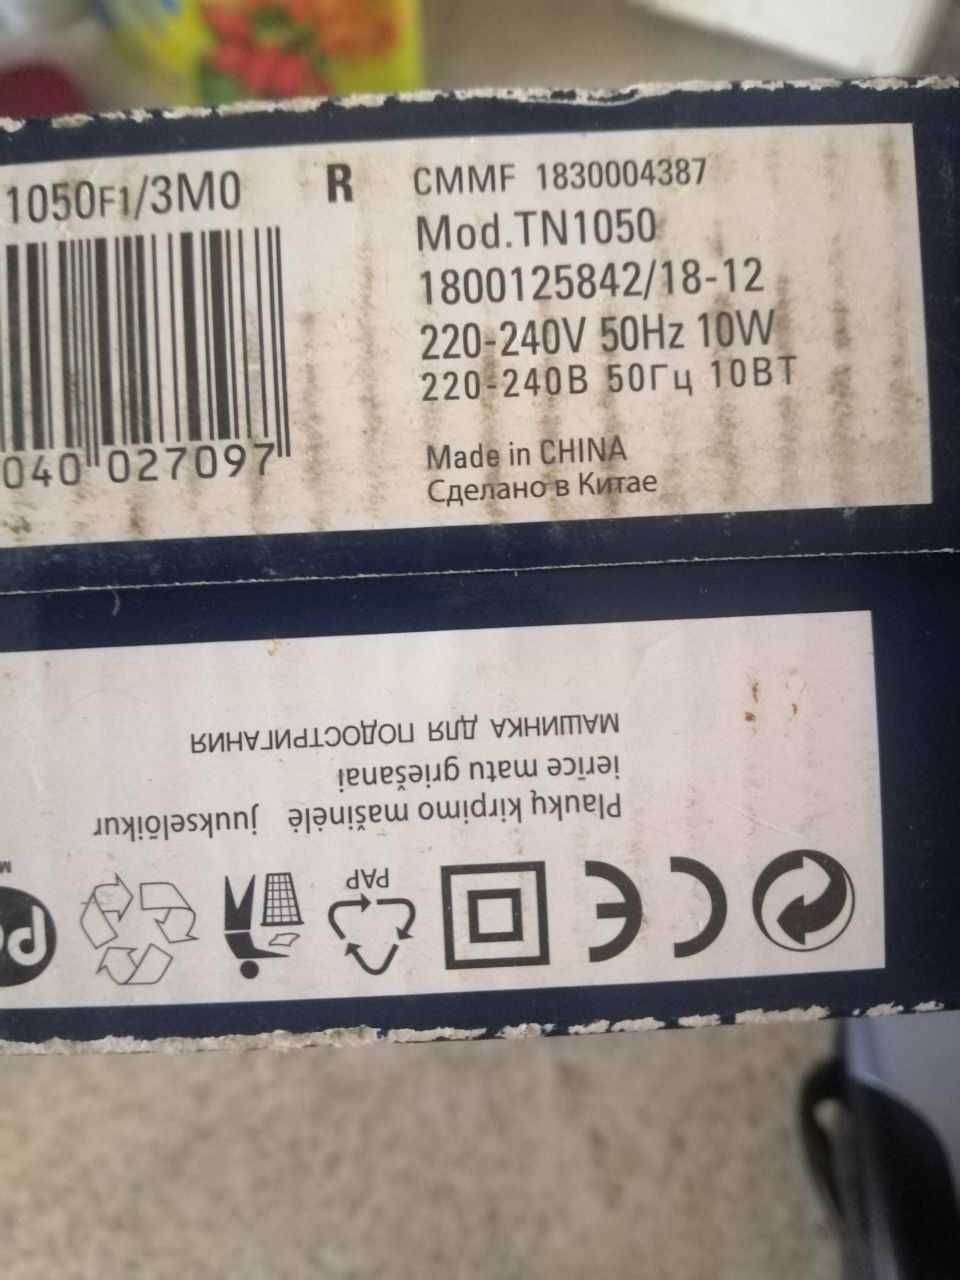 1050F1/3M0
R
CMMF 1830004387
Mod.TN1050
1800125842/18-12
220-240V 50Hz 10W
220-240В 50Гц 10ВТ
040 027097
Made in CHINA
Сделано в Китае
Plaukų kirpimo mašinėlė juukselõikur
ierīce matu griešanai
МАШИНКА ДЛЯ ПОДОСТРИГАНИЯ
PAP